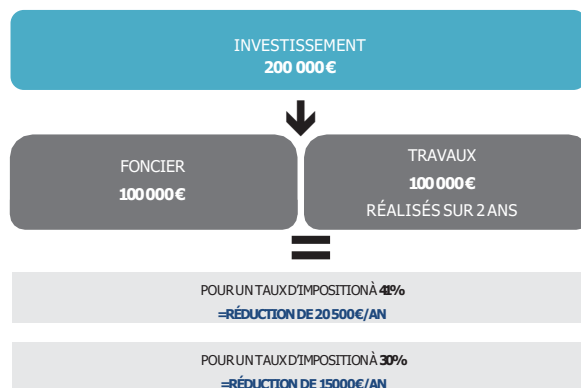 INVESTISSEMENT
200 000 €
FONCIER
100 000 €
TRAVAUX
100 000 €
RÉALISÉS SUR 2 ANS
=
POUR UN TAUX D'IMPOSITION À 41%
=RÉDUCTION DE 20 500 € / AN
POUR UN TAUX D'IMPOSITION À 30%
=RÉDUCTION DE 15 000 € / AN